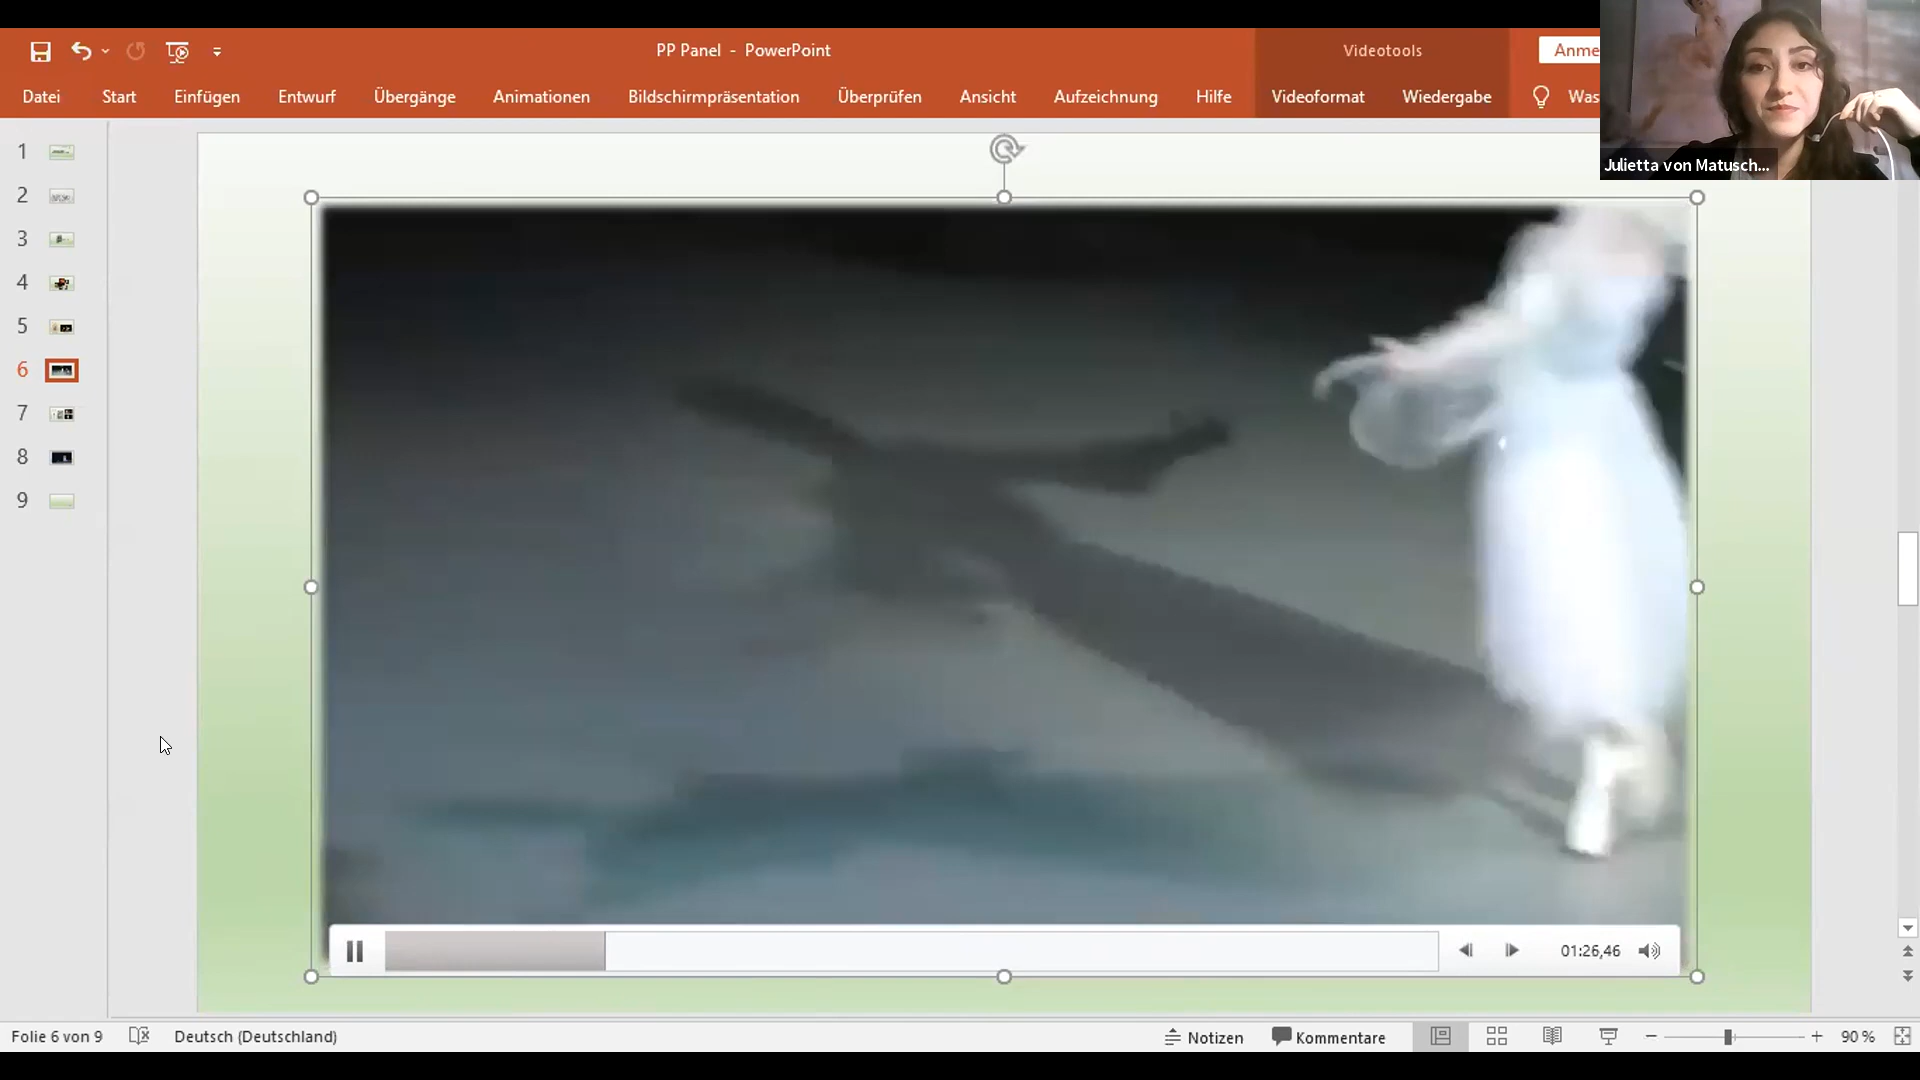 PP Panel - PowerPoint
Videotools
Anme
Datei Start Einfügen Entwurf Übergänge Animationen Bildschirmpräsentation Überprüfen Ansicht Aufzeichnung Hilfe Videoformat Wiedergabe Was
Julietta von Matusch...
1
2
3
4
5
6
7
8
9
01:26,46
Folie 6 von 9 Deutsch (Deutschland) Notizen Kommentare 90 %